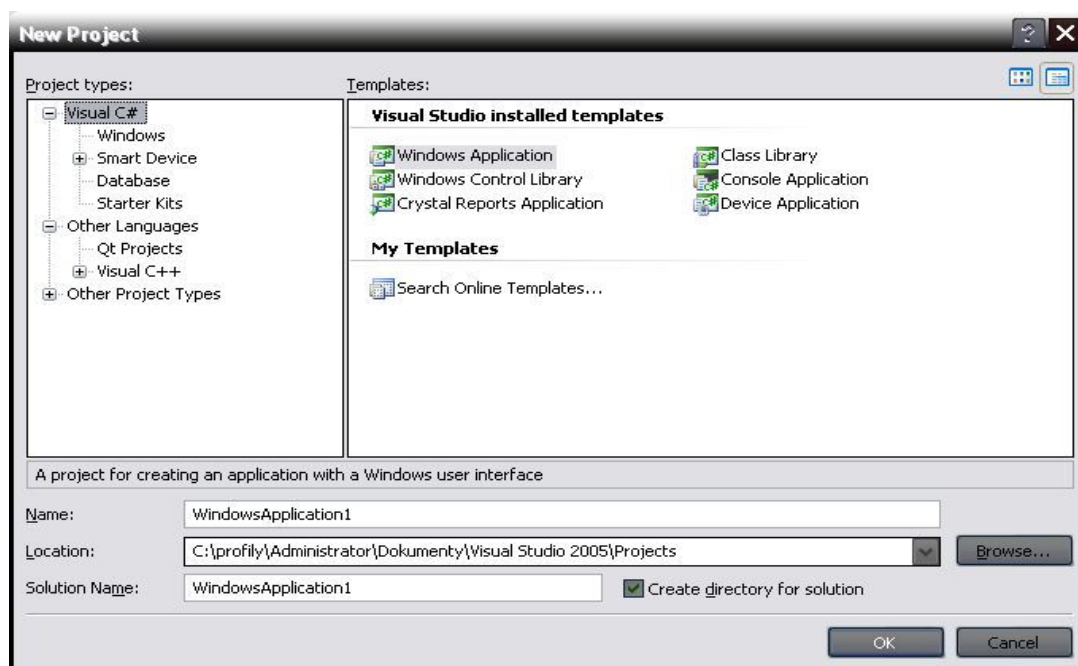 New Project
Project types:
Templates:
Visual C#
Windows
Smart Device
Database
Starter Kits
Other Languages
Qt Projects
Visual C++
Other Project Types
Visual Studio installed templates
Windows Application
Class Library
Windows Control Library
Console Application
Crystal Reports Application
Device Application
My Templates
Search Online Templates...
A project for creating an application with a Windows user interface
Name:
WindowsApplication1
Location:
C:\profily\Administrator\Dokumenty\Visual Studio 2005\Projects
Browse...
Solution Name:
WindowsApplication1
Create directory for solution
OK
Cancel